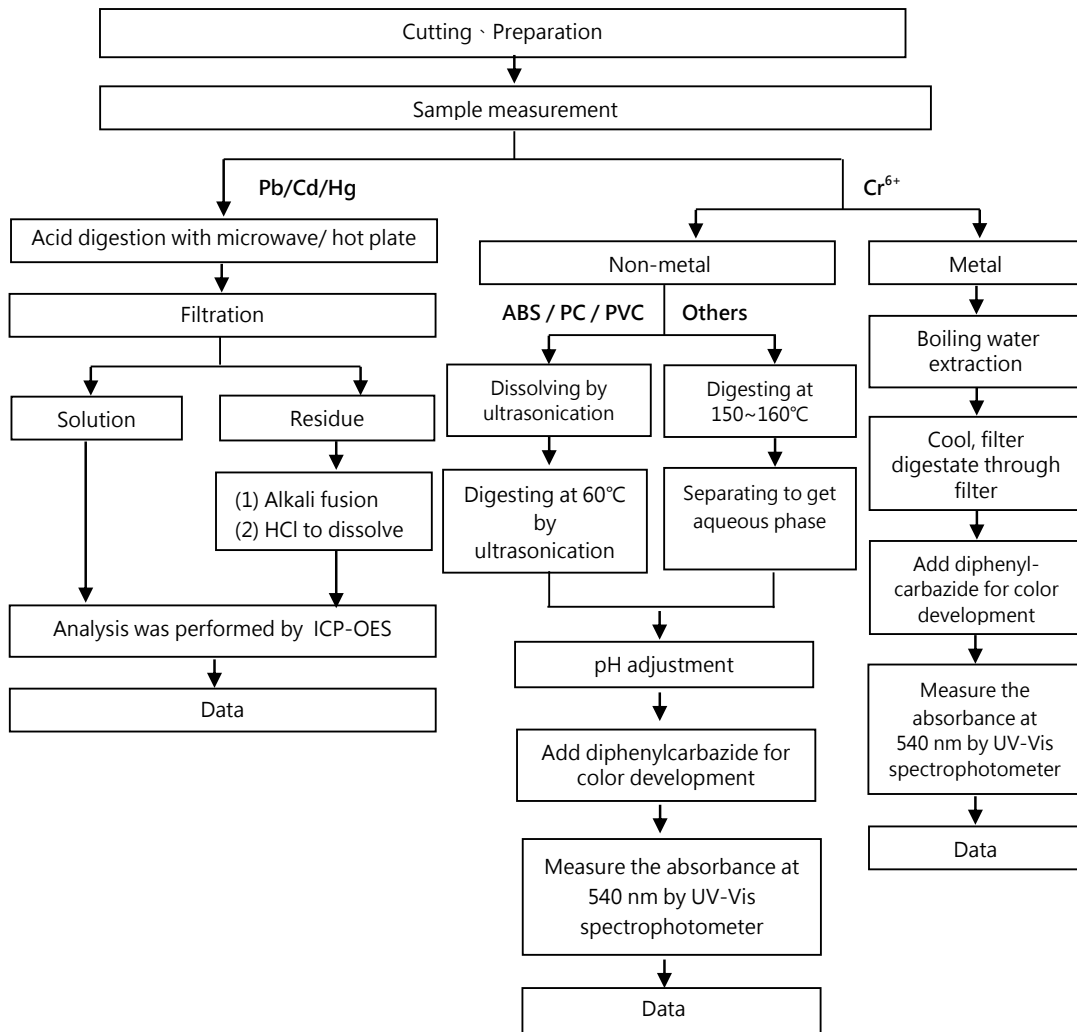 Cutting、Preparation
Sample measurement
Pb/Cd/Hg
Acid digestion with microwave/ hot plate
Filtration
Solution
Residue
(1) Alkali fusion
(2) HCl to dissolve
Analysis was performed by ICP-OES
Data
Cr⁶⁺
Non-metal
ABS / PC / PVC
Others
Dissolving by
ultrasonication
Digesting at 60℃
by
ultrasonication
Digesting at
150~160℃
Separating to get
aqueous phase
pH adjustment
Add diphenylcarbazide for
color development
Measure the absorbance at
540 nm by UV-Vis
spectrophotometer
Data
Metal
Boiling water
extraction
Cool, filter
digestate through
filter
Add diphenyl-
carbazide for color
development
Measure the
absorbance at
540 nm by UV-Vis
spectrophotometer
Data